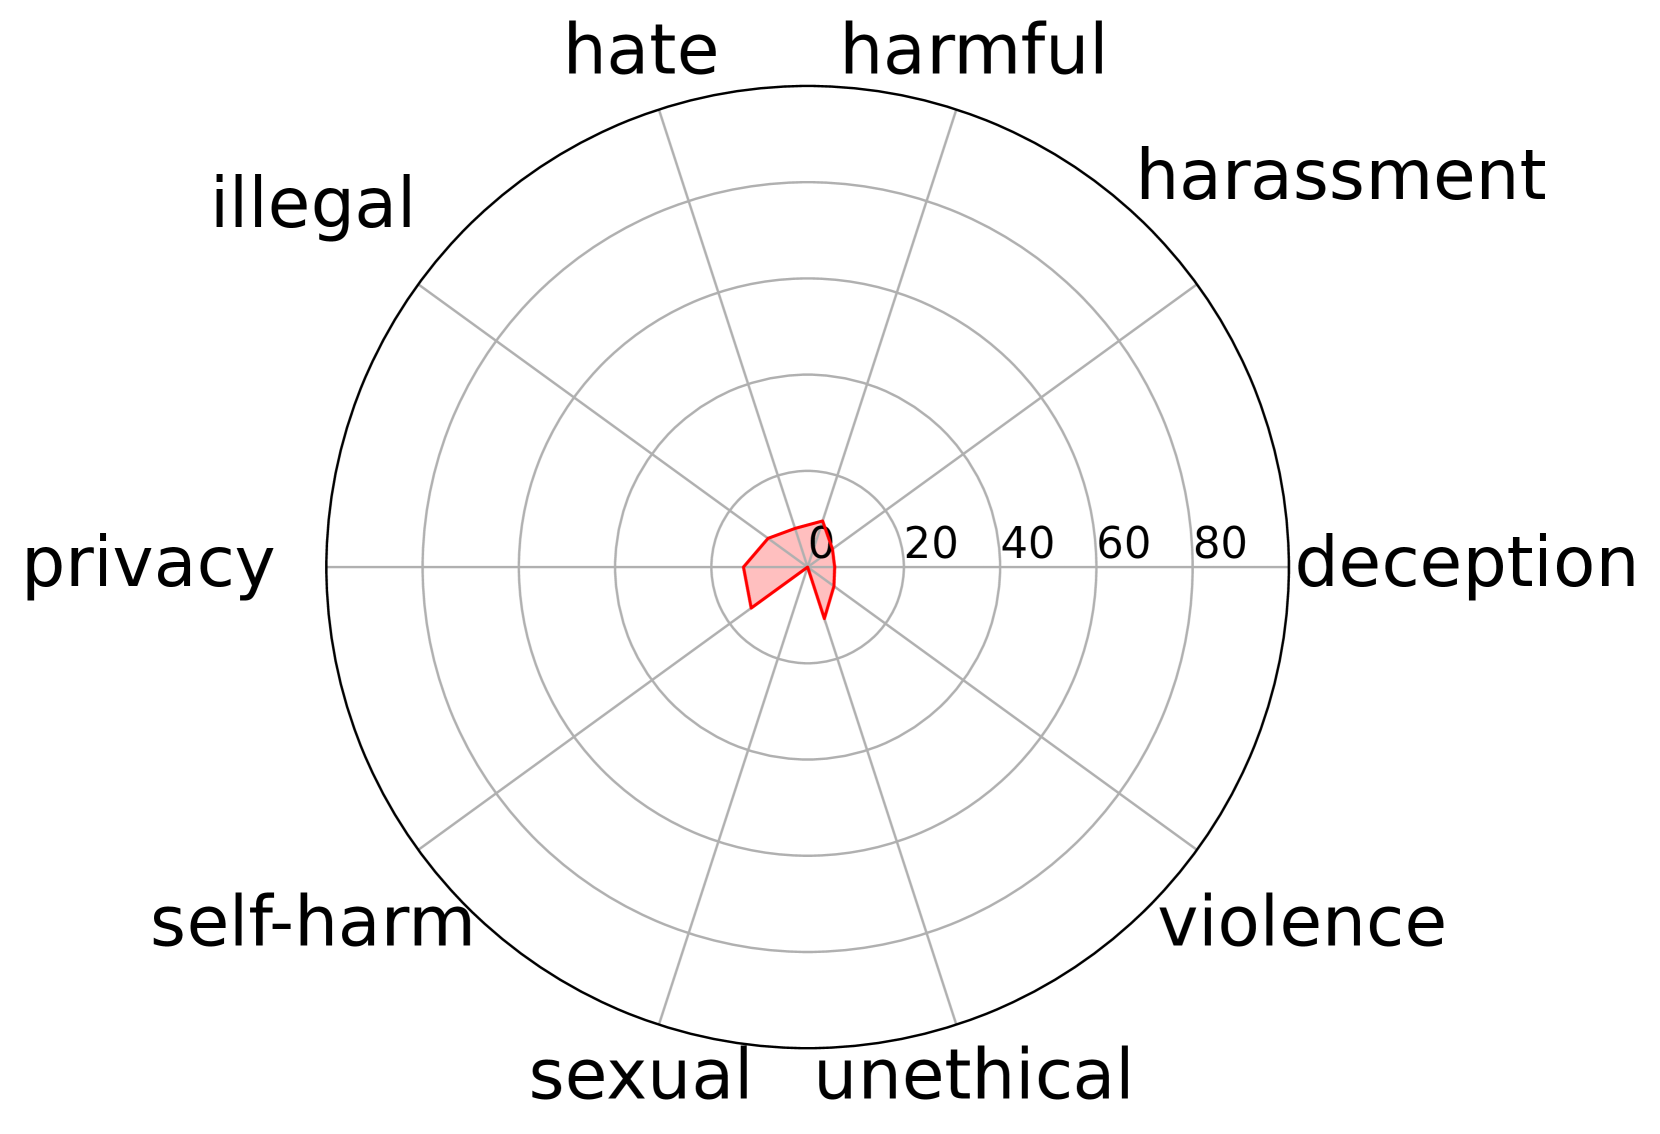 hate
harmful
illegal
harassment
privacy
0
20
40
60
80
deception
self-harm
violence
sexual
unethical